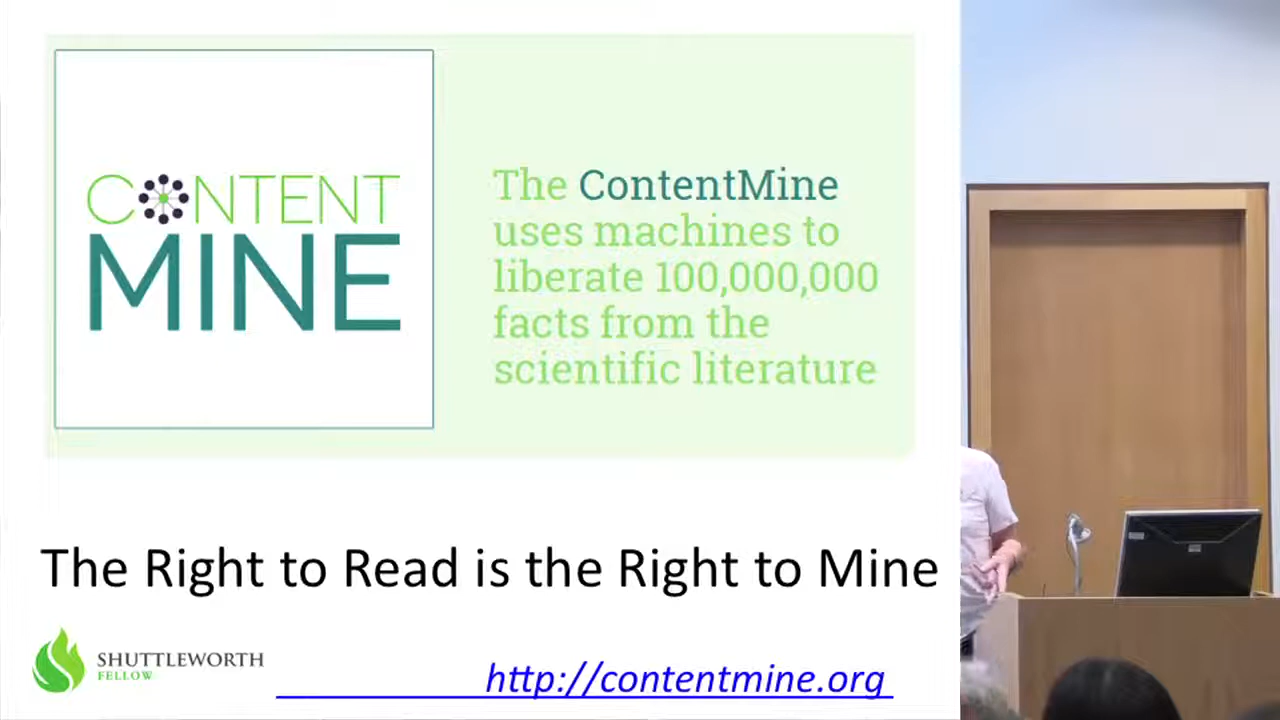 CONTENT
MINE
The ContentMine
uses machines to
liberate 100,000,000
facts from the
scientific literature
The Right to Read is the Right to Mine
SHUTTLEWORTH
FELLOW
http://contentmine.org